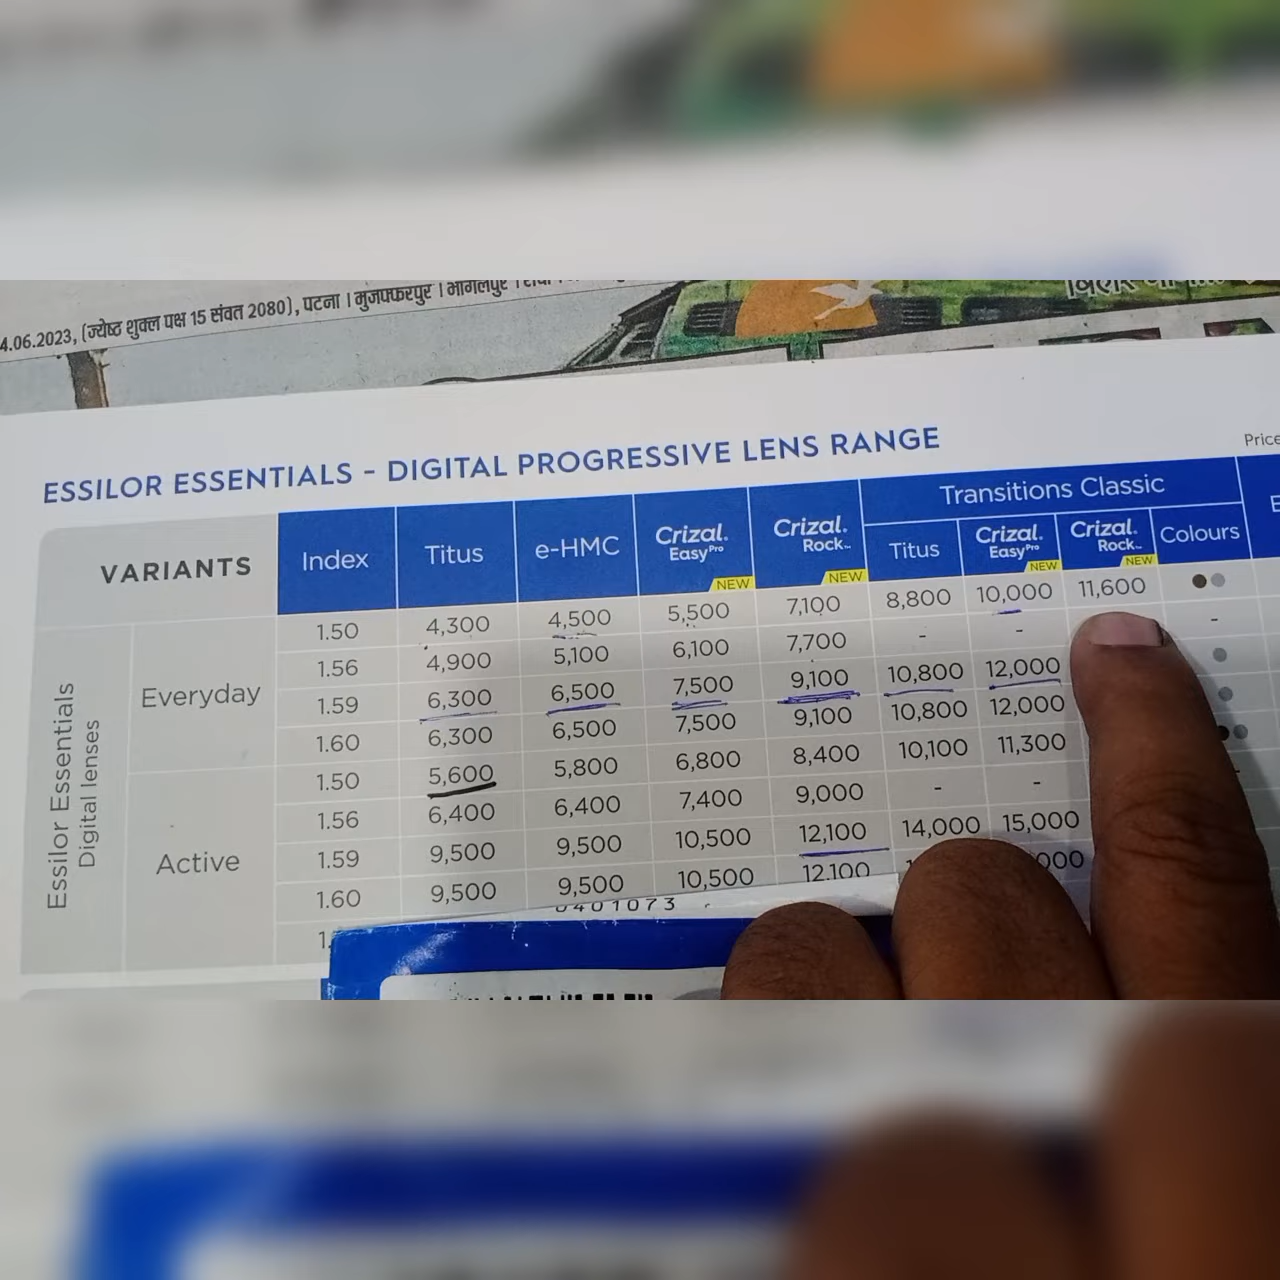 4.06.2023, (ज्येष्ठ शुक्ल पक्ष 15 संवत 2080), पटना । मुजफ्फरपुर । भागलपुर ।
ESSILOR ESSENTIALS - DIGITAL PROGRESSIVE LENS RANGE
Price
Transitions Classic
VARIANTS Index Titus e-HMC Crizal. Easy Pro NEW Crizal. Rock™ NEW Titus Crizal. Easy Pro NEW Crizal. Rock™ NEW Colours E
Essilor Essentials
Digital lenses
Everyday
1.50 4,300 4,500 5,500 7,100 8,800 10,000 11,600
1.56 4,900 5,100 6,100 7,700 - - -
1.59 6,300 6,500 7,500 9,100 10,800 12,000
1.60 6,300 6,500 7,500 9,100 10,800 12,000
Active
1.50 5,600 5,800 6,800 8,400 10,100 11,300
1.56 6,400 6,400 7,400 9,000 - - -
1.59 9,500 9,500 10,500 12,100 14,000 15,000
1.60 9,500 9,500 10,500 12,100 000
1.
0401073